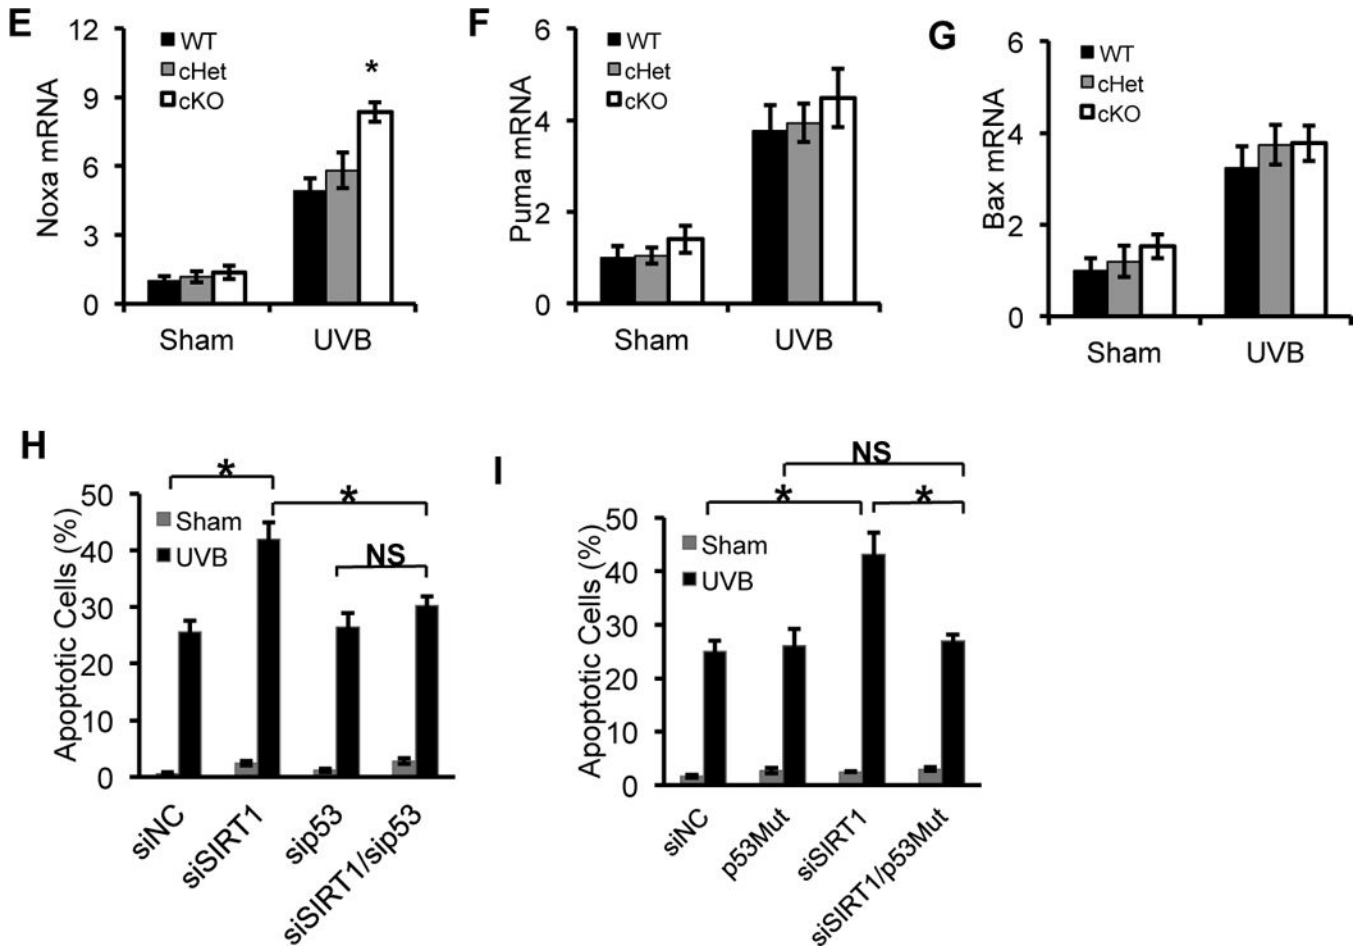 E
Noxa mRNA
12
9
6
3
0
WT
cHet
cKO
*
Sham
UVB
F
Puma mRNA
6
4
2
0
WT
cHet
cKO
Sham
UVB
G
Bax mRNA
6
4
2
0
WT
cHet
cKO
Sham
UVB
H
Apoptotic Cells (%)
50
40
30
20
10
0
Sham
UVB
*
*
NS
siNC
siSIRT1
sip53
siSIRT1/sip53
I
Apoptotic Cells (%)
50
40
30
20
10
0
Sham
UVB
NS
*
*
siNC
p53Mut
siSIRT1
siSIRT1/p53Mut